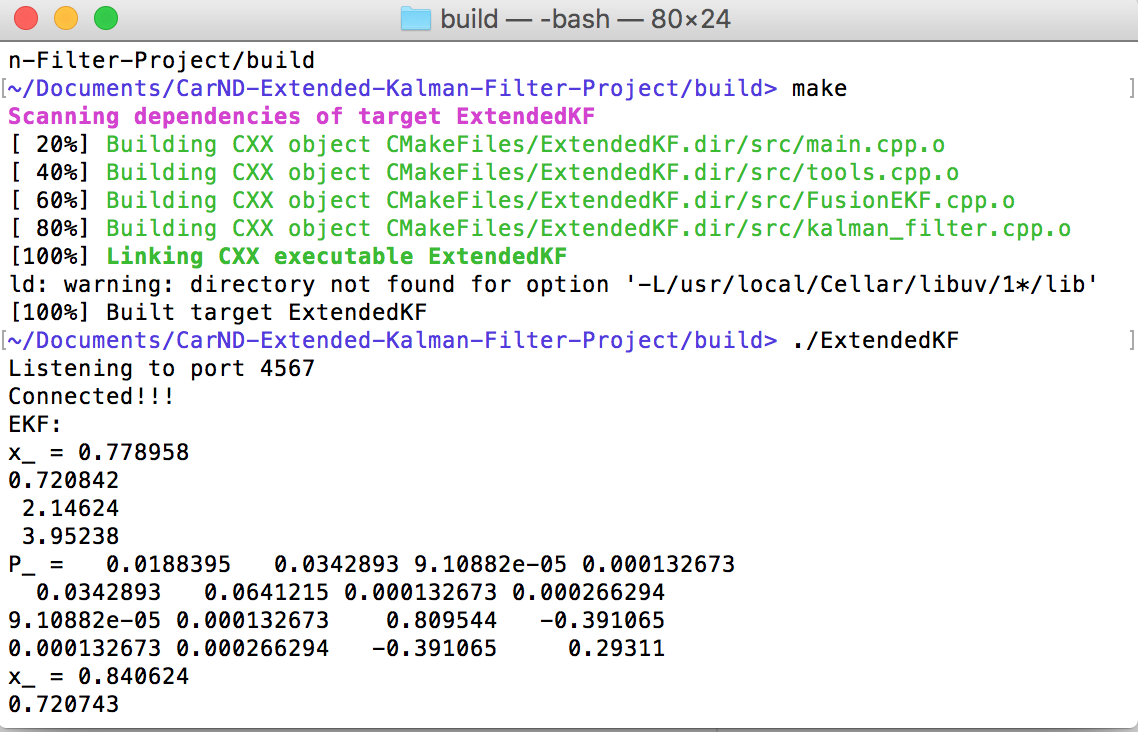 build — -bash — 80×24
n-Filter-Project/build
[~/Documents/CarND-Extended-Kalman-Filter-Project/build> make ]
Scanning dependencies of target ExtendedKF
[ 20%] Building CXX object CMakeFiles/ExtendedKF.dir/src/main.cpp.o
[ 40%] Building CXX object CMakeFiles/ExtendedKF.dir/src/tools.cpp.o
[ 60%] Building CXX object CMakeFiles/ExtendedKF.dir/src/FusionEKF.cpp.o
[ 80%] Building CXX object CMakeFiles/ExtendedKF.dir/src/kalman_filter.cpp.o
[100%] Linking CXX executable ExtendedKF
ld: warning: directory not found for option '-L/usr/local/Cellar/libuv/1*/lib'
[100%] Built target ExtendedKF
[~/Documents/CarND-Extended-Kalman-Filter-Project/build> ./ExtendedKF ]
Listening to port 4567
Connected!!!
EKF:
x_ = 0.778958
0.720842
 2.14624
 3.95238
P_ =   0.0188395   0.0342893 9.10882e-05 0.000132673
  0.0342893   0.0641215 0.000132673 0.000266294
9.10882e-05 0.000132673    0.809544   -0.391065
0.000132673 0.000266294   -0.391065     0.29311
x_ = 0.840624
0.720743